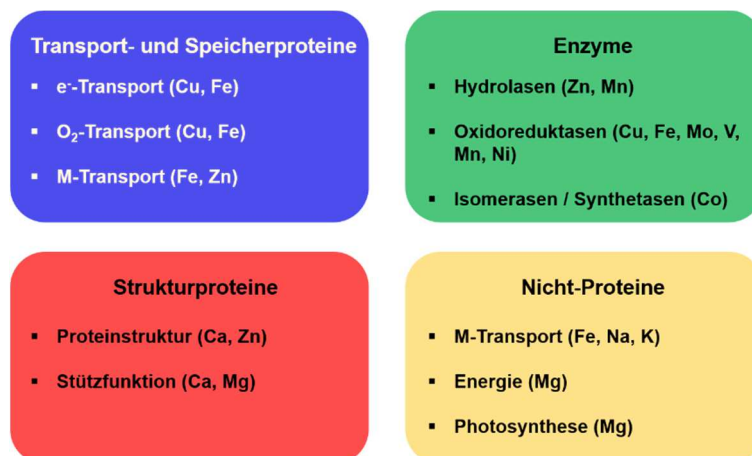 Transport- und Speicherproteine
▪ e⁻-Transport (Cu, Fe)
▪ O₂-Transport (Cu, Fe)
▪ M-Transport (Fe, Zn)
Enzyme
▪ Hydrolasen (Zn, Mn)
▪ Oxidoreduktasen (Cu, Fe, Mo, V,
Mn, Ni)
▪ Isomerasen / Synthetasen (Co)
Strukturproteine
▪ Proteinstruktur (Ca, Zn)
▪ Stützfunktion (Ca, Mg)
Nicht-Proteine
▪ M-Transport (Fe, Na, K)
▪ Energie (Mg)
▪ Photosynthese (Mg)